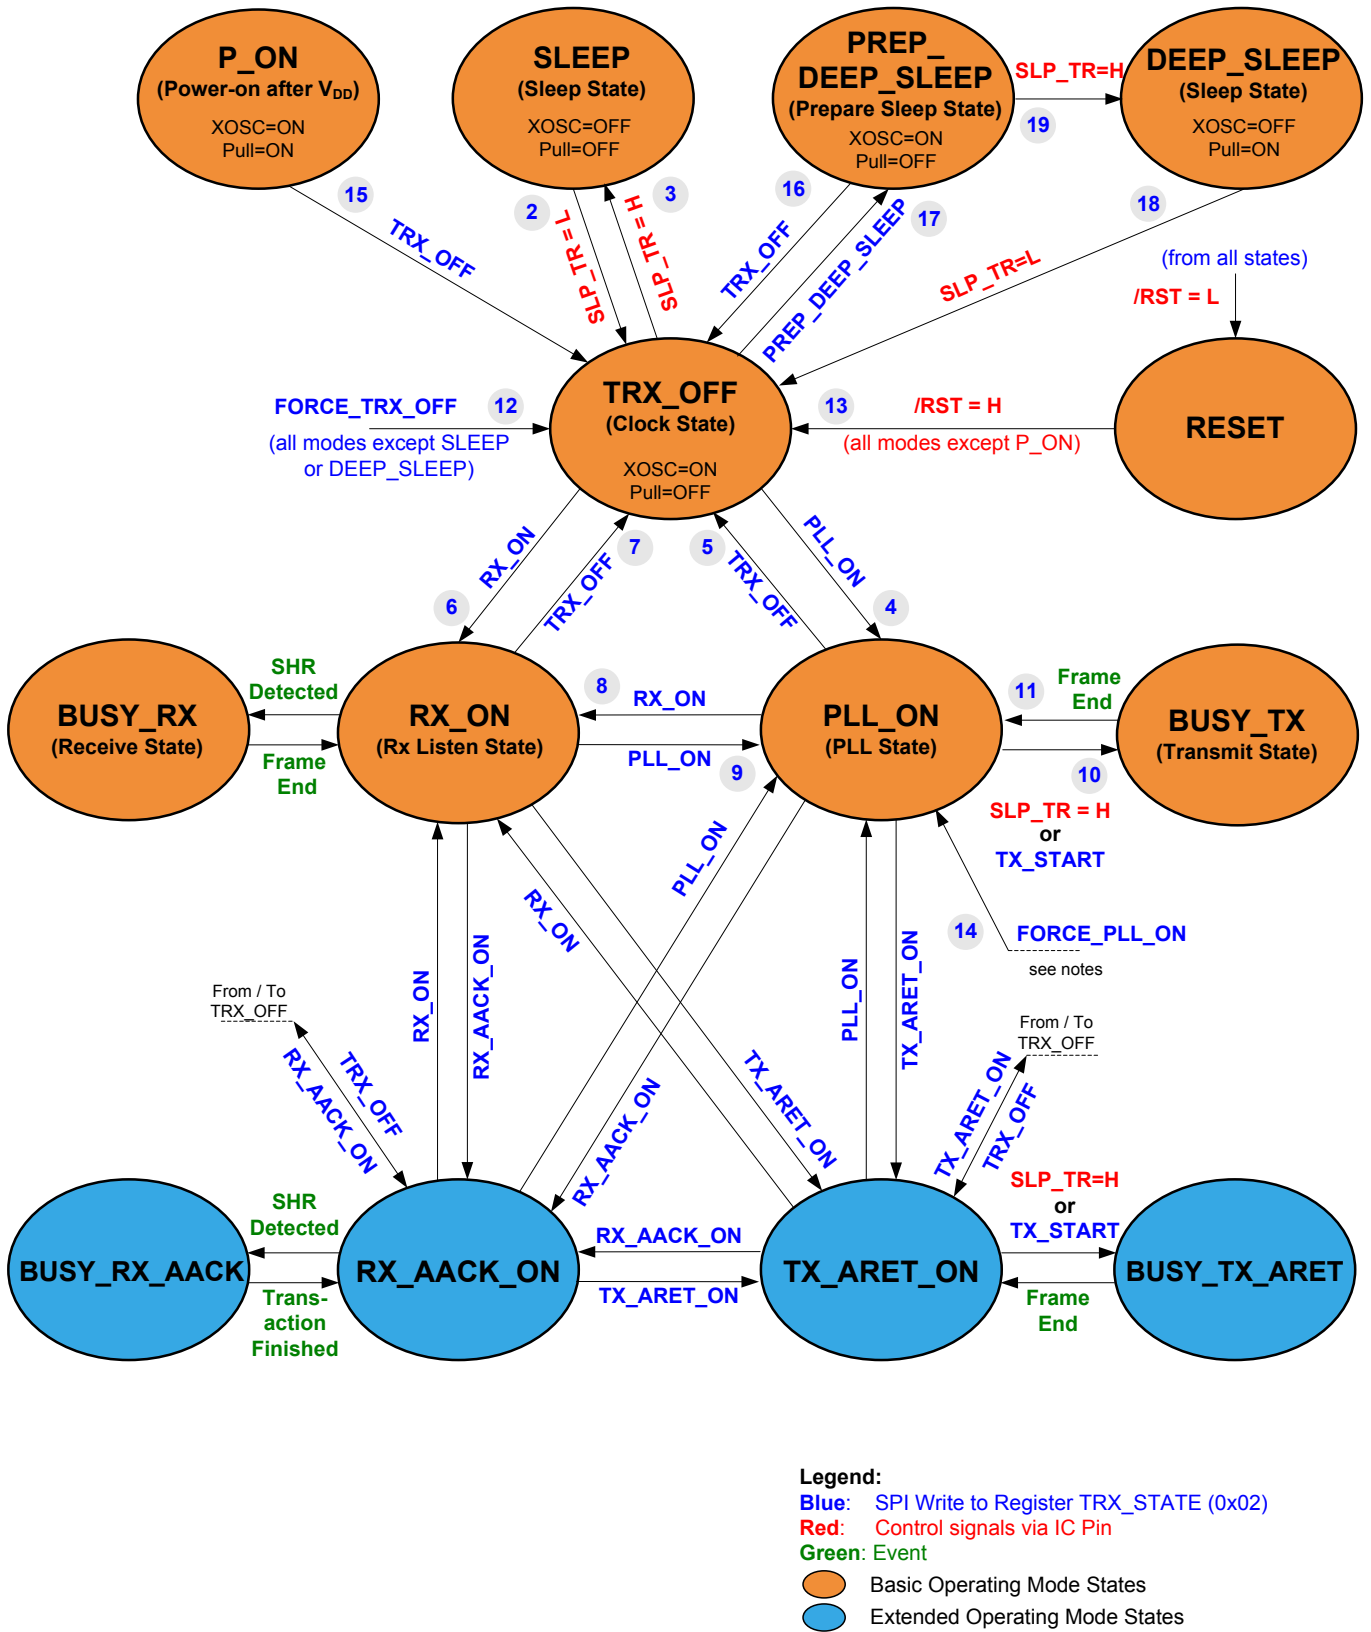 P_ON
(Power-on after VDD)
XOSC=ON
Pull=ON
SLEEP
(Sleep State)
XOSC=OFF
Pull=OFF
PREP_
DEEP_SLEEP
(Prepare Sleep State)
XOSC=ON
Pull=OFF
SLP_TR=H
19
DEEP_SLEEP
(Sleep State)
XOSC=OFF
Pull=ON
15
TRX_OFF
2
SLP_TR = L
3
SLP_TR = H
16
TRX_OFF
17
PREP_DEEP_SLEEP
18
SLP_TR=L
(from all states)
/RST = L
FORCE_TRX_OFF
12
(all modes except SLEEP
or DEEP_SLEEP)
TRX_OFF
(Clock State)
XOSC=ON
Pull=OFF
13
/RST = H
(all modes except P_ON)
RESET
6
RX_ON
7
TRX_OFF
5
TRX_OFF
4
PLL_ON
BUSY_RX
(Receive State)
SHR
Detected
Frame
End
RX_ON
(Rx Listen State)
8
RX_ON
PLL_ON
9
PLL_ON
(PLL State)
11
Frame
End
10
SLP_TR = H
or
TX_START
BUSY_TX
(Transmit State)
PLL_ON
RX_ON
14
FORCE_PLL_ON
see notes
RX_ON
RX_AACK_ON
PLL_ON
TX_ARET_ON
From / To
TRX_OFF
TRX_OFF
RX_AACK_ON
RX_AACK_ON
TX_ARET_ON
From / To
TRX_OFF
TX_ARET_ON
TRX_OFF
BUSY_RX_AACK
SHR
Detected
Trans-
action
Finished
RX_AACK_ON
RX_AACK_ON
TX_ARET_ON
TX_ARET_ON
SLP_TR=H
or
TX_START
Frame
End
BUSY_TX_ARET
Legend:
Blue: SPI Write to Register TRX_STATE (0x02)
Red: Control signals via IC Pin
Green: Event
Basic Operating Mode States
Extended Operating Mode States